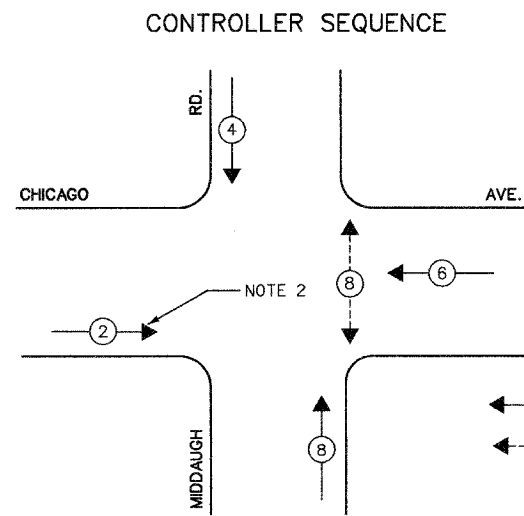 CONTROLLER SEQUENCE
RD.
4
CHICAGO
AVE.
8
6
2
NOTE 2
8
MIDDAUGH